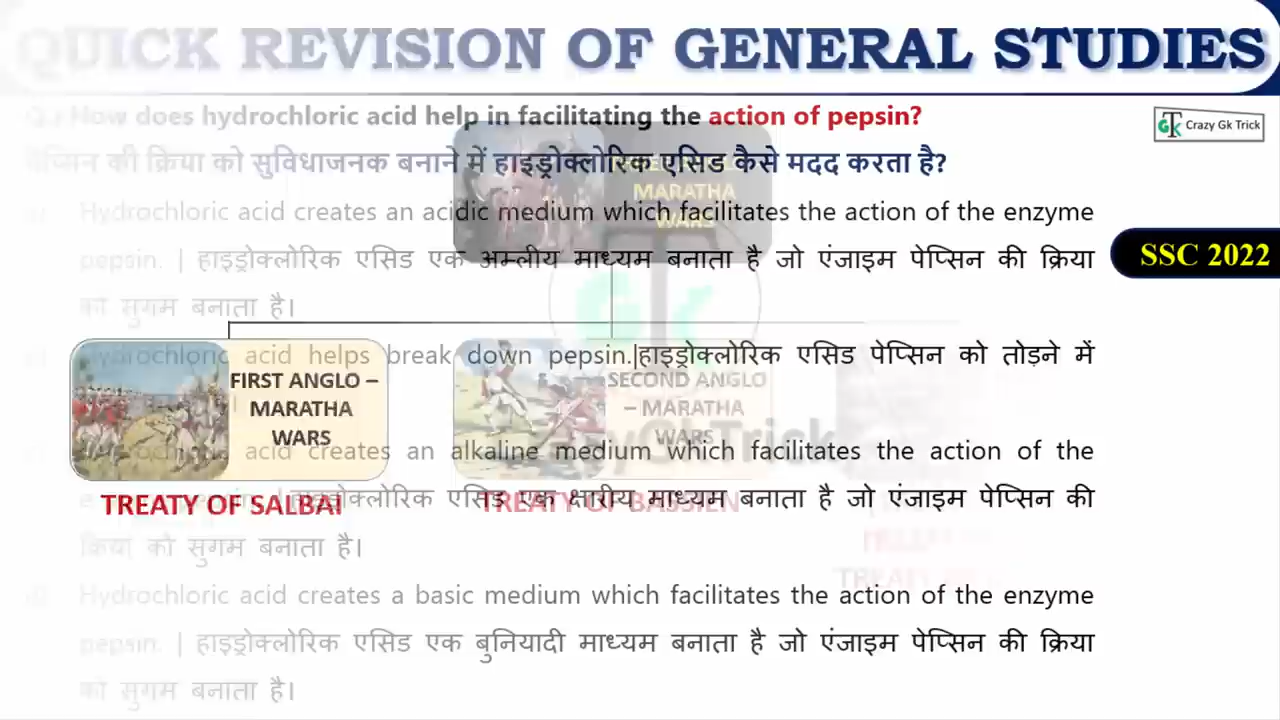 QUICK REVISION OF GENERAL STUDIES
How does hydrochloric acid help in facilitating the action of pepsin?
Crazy Gk Trick
पेप्सिन की क्रिया को सुविधाजनक बनाने में हाइड्रोक्लोरिक एसिड कैसे मदद करता है?
MARATHA
WARS
Hydrochloric acid creates an acidic medium which facilitates the action of the enzyme
pepsin. | हाइड्रोक्लोरिक एसिड एक अम्लीय माध्यम बनाता है जो एंजाइम पेप्सिन की क्रिया
SSC 2022
को सुगम बनाता है।
Hydrochloric acid helps break down pepsin.|हाइड्रोक्लोरिक एसिड पेप्सिन को तोड़ने में
FIRST ANGLO –
MARATHA
WARS
SECOND ANGLO
– MARATHA
WARS
acid creates an alkaline medium which facilitates the action of the
हाइड्रोक्लोरिक एसिड एक क्षारीय माध्यम बनाता है जो एंजाइम पेप्सिन की
TREATY OF SALBAI
TREATY OF BASSIEN
क्रिया को सुगम बनाता है।
TREATY
Hydrochloric acid creates a basic medium which facilitates the action of the enzyme
pepsin. | हाइड्रोक्लोरिक एसिड एक बुनियादी माध्यम बनाता है जो एंजाइम पेप्सिन की क्रिया
को सुगम बनाता है।